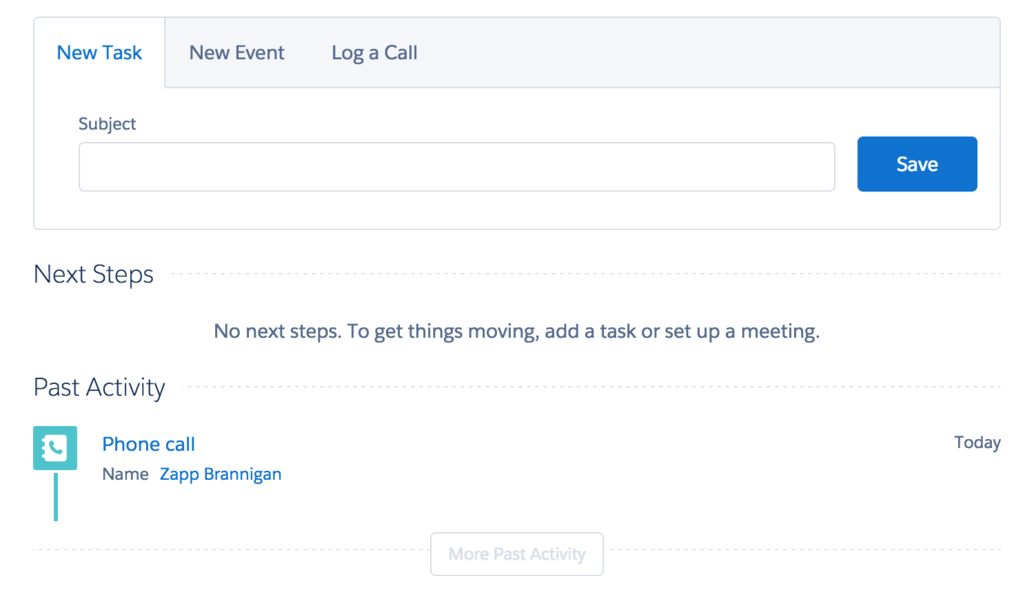 New Task New Event Log a Call
Subject
Save
Next Steps
No next steps. To get things moving, add a task or set up a meeting.
Past Activity
Phone call Today
Name Zapp Brannigan
More Past Activity